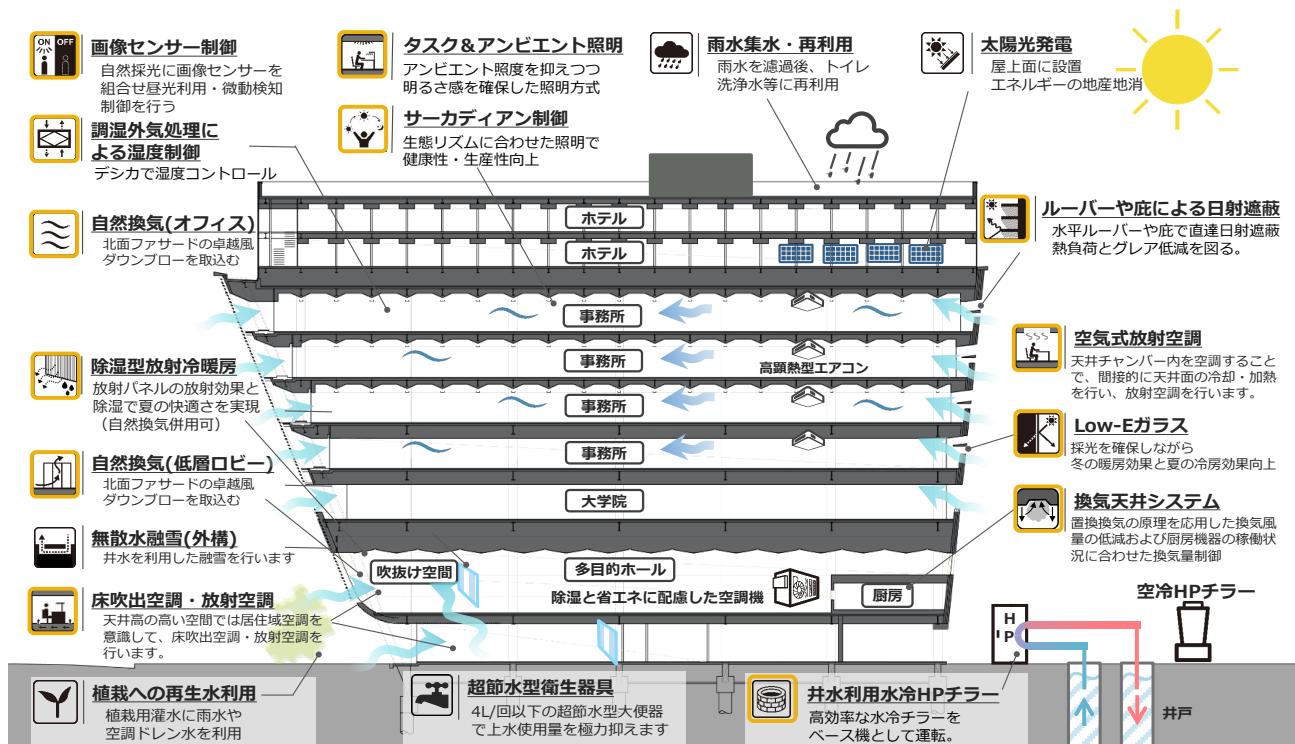 ON OFF
画像センサー制御
自然採光に画像センサーを
組合せ昼光利用・微動検知
制御を行う
調湿外気処理に
よる湿度制御
デシカで湿度コントロール
自然換気(オフィス)
北面ファサードの卓越風
ダウンブローを取込む
除湿型放射冷暖房
放射パネルの放射効果と
除湿で夏の快適さを実現
（自然換気併用可）
自然換気(低層ロビー)
北面ファサードの卓越風
ダウンブローを取込む
無散水融雪(外構)
井水を利用した融雪を行います
床吹出空調・放射空調
天井高の高い空間では居住域空調を
意識して、床吹出空調・放射空調を
行います。
植栽への再生水利用
植栽用灌水に雨水や
空調ドレン水を利用
タスク＆アンビエント照明
アンビエント照度を抑えつつ
明るさ感を確保した照明方式
サーカディアン制御
生態リズムに合わせた照明で
健康性・生産性向上
雨水集水・再利用
雨水を濾過後、トイレ
洗浄水等に再利用
太陽光発電
屋上面に設置
エネルギーの地産地消
ホテル
ホテル
事務所
事務所
高顕熱型エアコン
事務所
事務所
大学院
吹抜け空間
多目的ホール
除湿と省エネに配慮した空調機
厨房
ルーバーや庇による日射遮蔽
水平ルーバーや庇で直達日射遮蔽
熱負荷とグレア低減を図る。
空気式放射空調
天井チャンバー内を空調すること
で、間接的に天井面の冷却・加熱
を行い、放射空調を行います。
Low-Eガラス
採光を確保しながら
冬の暖房効果と夏の冷房効果向上
換気天井システム
置換換気の原理を応用した換気風
量の低減および厨房機器の稼働状
況に合わせた換気量制御
空冷HPチラー
H
P
井戸
超節水型衛生器具
4L/回以下の超節水型大便器
で上水使用量を極力抑えます
井水利用水冷HPチラー
高効率な水冷チラーを
ベース機として運転。